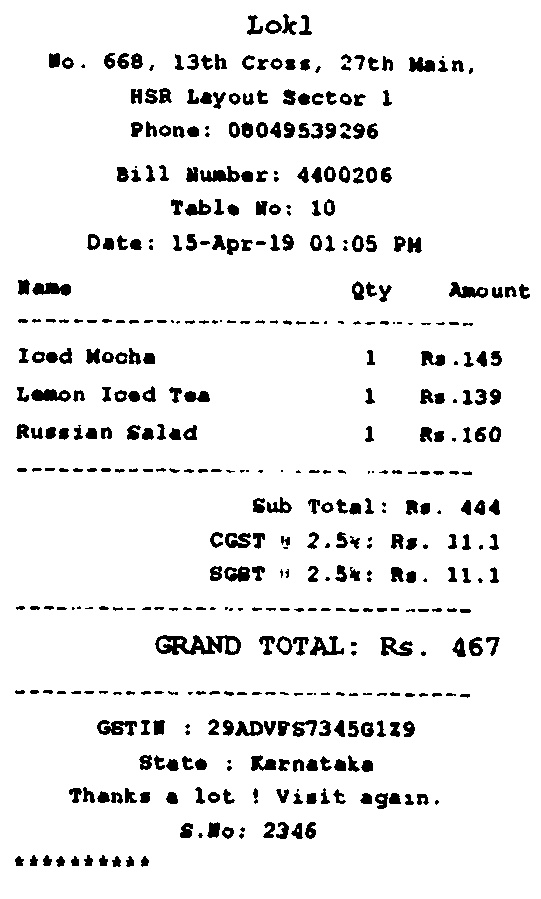 Lokl
No. 668, 13th Cross, 27th Main,
HSR Layout Sector 1
Phone: 08049539296
Bill Number: 4400206
Table No: 10
Date: 15-Apr-19 01:05 PM
Name Qty Amount
Iced Mocha 1 Rs.145
Lemon Iced Tea 1 Rs.139
Russian Salad 1 Rs.160
Sub Total: Rs. 444
CGST @ 2.5%: Rs. 11.1
SGST @ 2.5%: Rs. 11.1
GRAND TOTAL: Rs. 467
GSTIN : 29ADVFS7345G1Z9
State : Karnataka
Thanks a lot ! Visit again.
S.No: 2346
**********